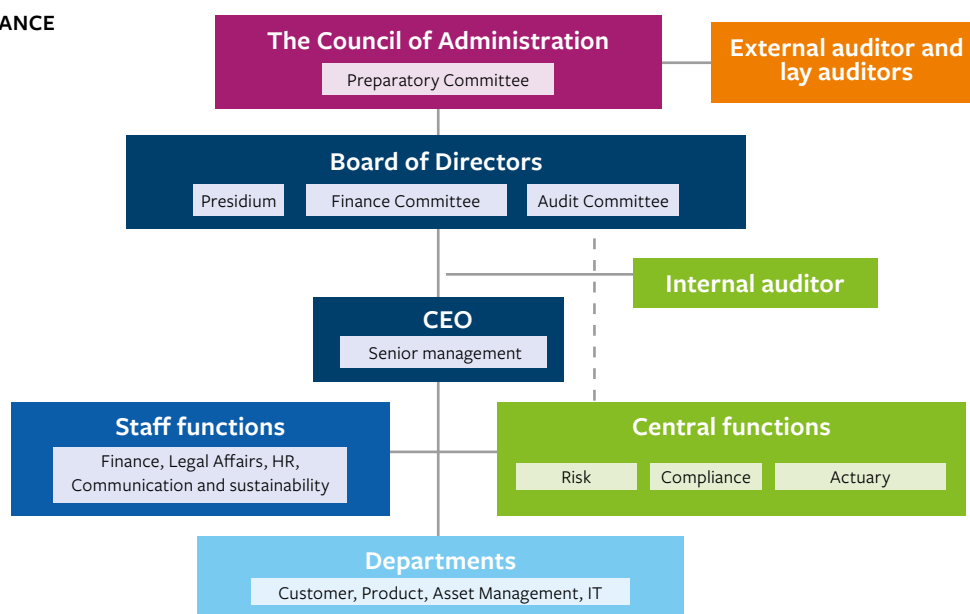 ANCE
The Council of Administration
Preparatory Committee
External auditor and
lay auditors
Board of Directors
Presidium
Finance Committee
Audit Committee
Internal auditor
CEO
Senior management
Staff functions
Finance, Legal Affairs, HR,
Communication and sustainability
Central functions
Risk
Compliance
Actuary
Departments
Customer, Product, Asset Management, IT